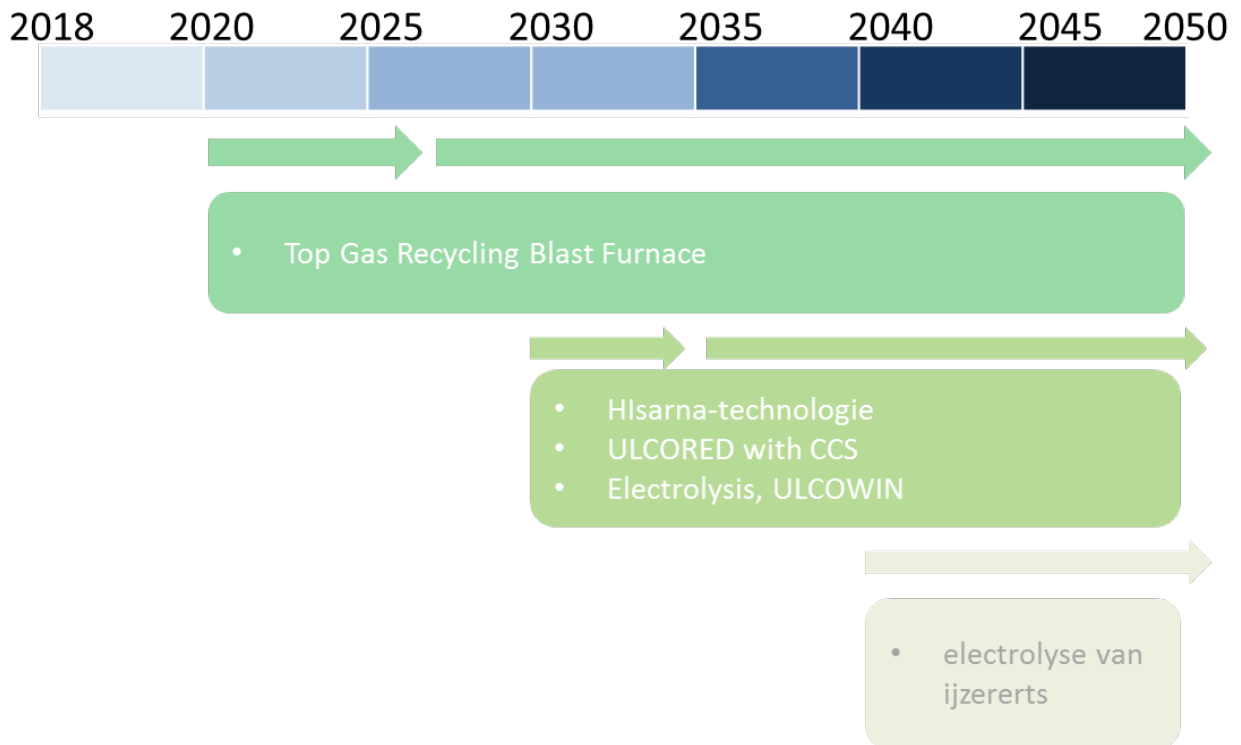 2018 2020 2025 2030 2035 2040 2045 2050
• Top Gas Recycling Blast Furnace
• HIsarna-technologie
• ULCORED with CCS
• Electrolysis, ULCOWIN
• electrolyse van
ijzererts